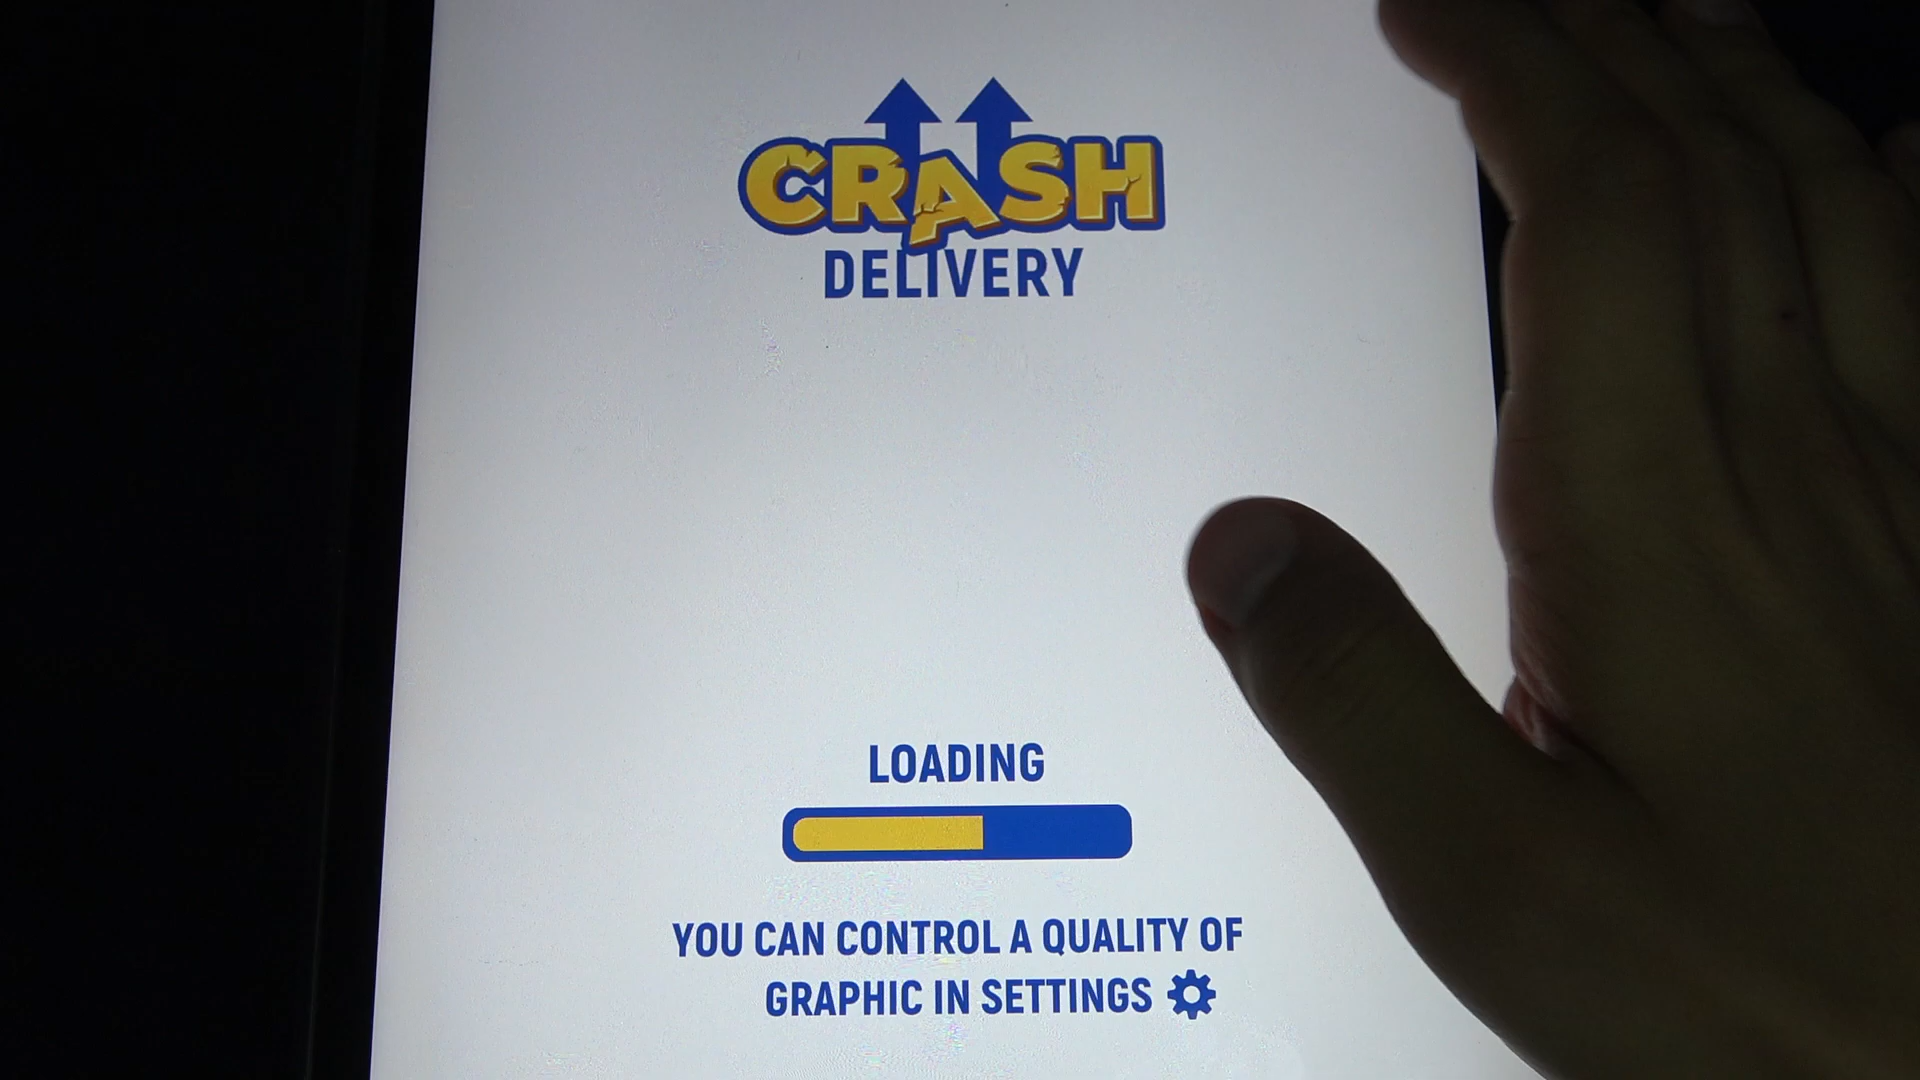 CRASH
DELIVERY
LOADING
YOU CAN CONTROL A QUALITY OF
GRAPHIC IN SETTINGS